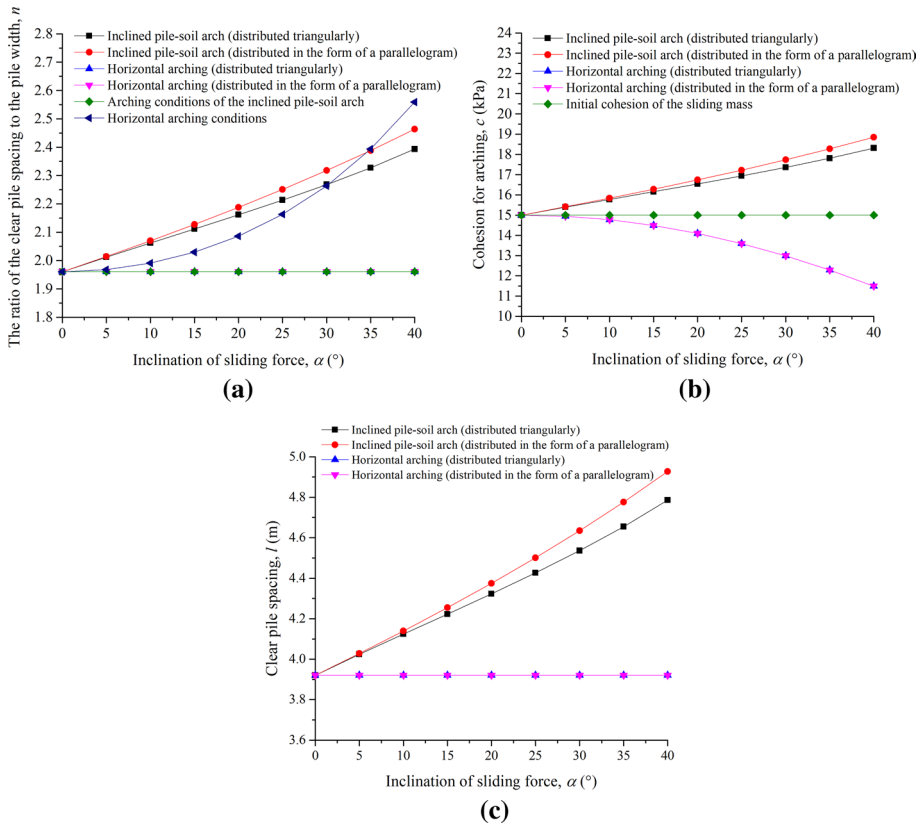 Inclined pile-soil arch (distributed triangularly)
Inclined pile-soil arch (distributed in the form of a parallelogram)
Horizontal arching (distributed triangularly)
Horizontal arching (distributed in the form of a parallelogram)
Arching conditions of the inclined pile-soil arch
Horizontal arching conditions
The ratio of the clear pile spacing to the pile width, n
2.8
2.7
2.6
2.5
2.4
2.3
2.2
2.1
2.0
1.9
1.8
0 5 10 15 20 25 30 35 40
Inclination of sliding force, α (°)
(a)
Inclined pile-soil arch (distributed triangularly)
Inclined pile-soil arch (distributed in the form of a parallelogram)
Horizontal arching (distributed triangularly)
Horizontal arching (distributed in the form of a parallelogram)
Initial cohesion of the sliding mass
Cohesion for arching, c (kPa)
24
23
22
21
20
19
18
17
16
15
14
13
12
11
10
0 5 10 15 20 25 30 35 40
Inclination of sliding force, α (°)
(b)
Inclined pile-soil arch (distributed triangularly)
Inclined pile-soil arch (distributed in the form of a parallelogram)
Horizontal arching (distributed triangularly)
Horizontal arching (distributed in the form of a parallelogram)
Clear pile spacing, l (m)
5.0
4.8
4.6
4.4
4.2
4.0
3.8
3.6
0 5 10 15 20 25 30 35 40
Inclination of sliding force, α (°)
(c)